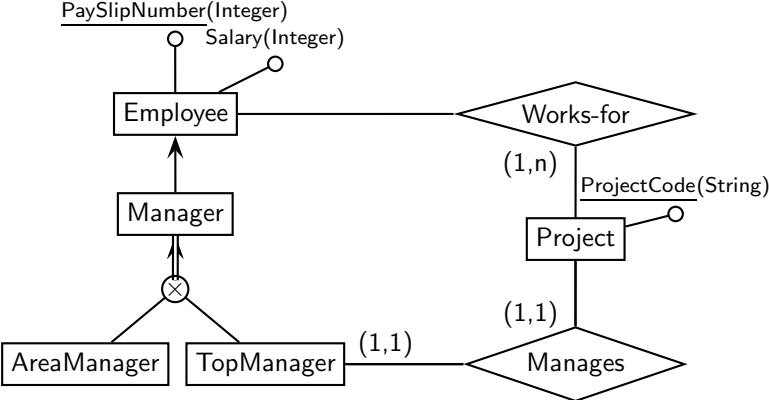 PaySlipNumber(Integer)
Salary(Integer)
Employee
Works-for
(1,n)
ProjectCode(String)
Manager
Project
(1,1)
(1,1)
AreaManager
TopManager
Manages